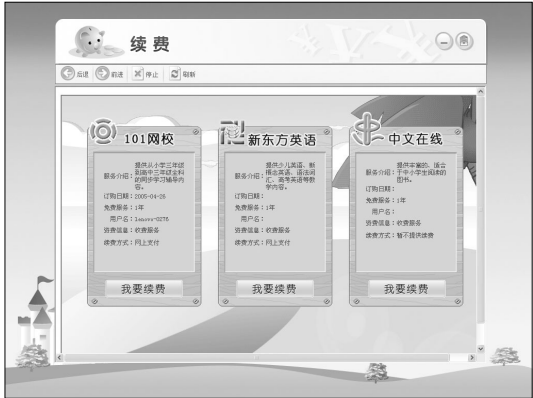 续费
后退 前进 停止 刷新
101网校
服务介绍：提供从小学三年级
到高中三年级全科
的同步学习辅导内
容。
订购日期：2005-04-26
免费服务：1年
用户名：lenovo-0276
资费信息：收费服务
续费方式：网上支付
我要续费
新东方英语
服务介绍：提供少儿英语、新
概念英语、语法词
汇、高考英语等教
学内容。
订购日期：
免费服务：1年
用户名：
资费信息：收费服务
续费方式：网上支付
我要续费
中文在线
服务介绍：提供丰富的、适合
于中小学生阅读的
图书。
订购日期：
免费服务：1年
用户名：
资费信息：收费服务
续费方式：暂不提供续费
我要续费